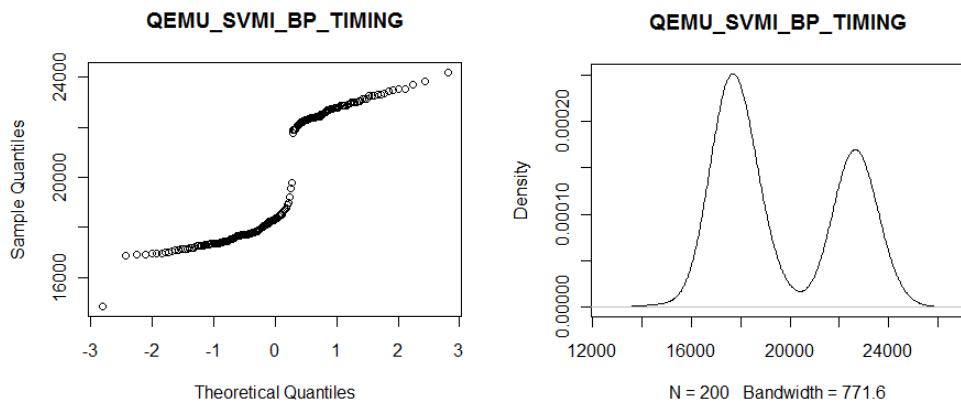 QEMU_SVMI_BP_TIMING
Sample Quantiles
24000
20000
16000
-3 -2 -1 0 1 2 3
Theoretical Quantiles
QEMU_SVMI_BP_TIMING
Density
0.00020
0.00010
0.00000
12000 16000 20000 24000
N = 200 Bandwidth = 771.6